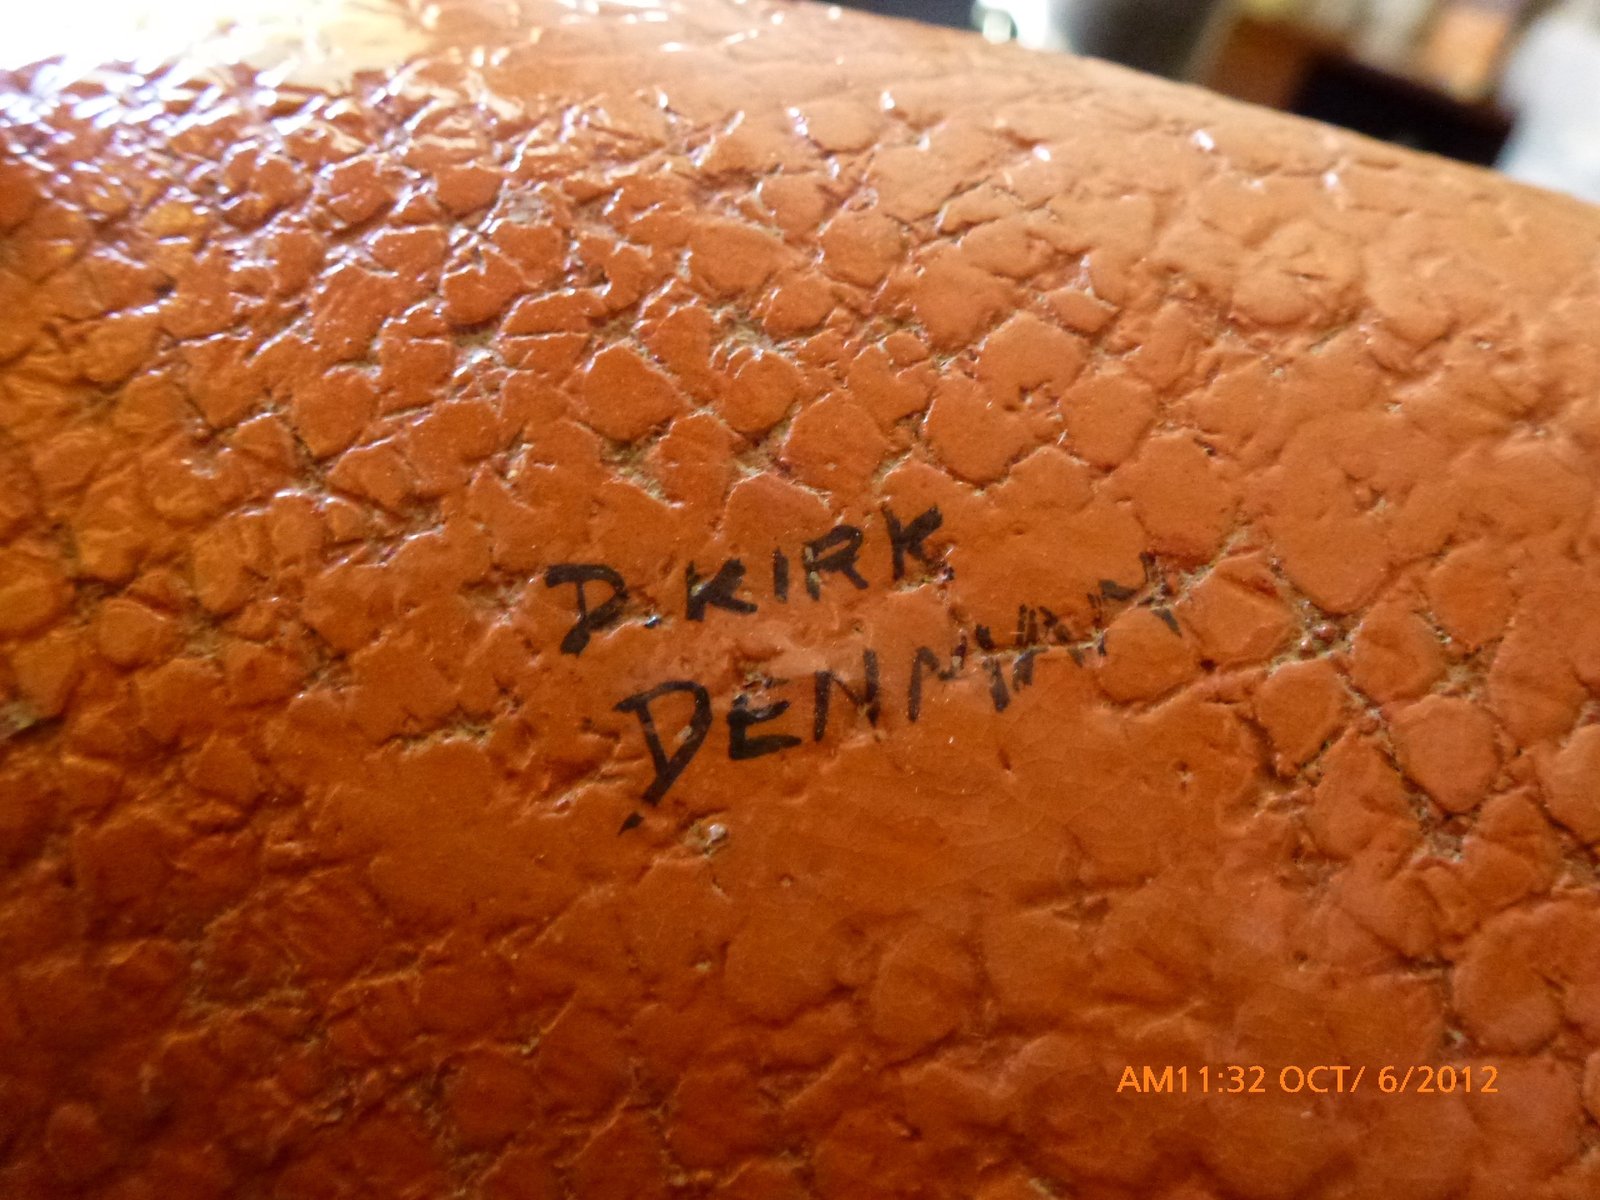 D. KIRK
DENMAN
AM11:32 OCT/ 6/2012